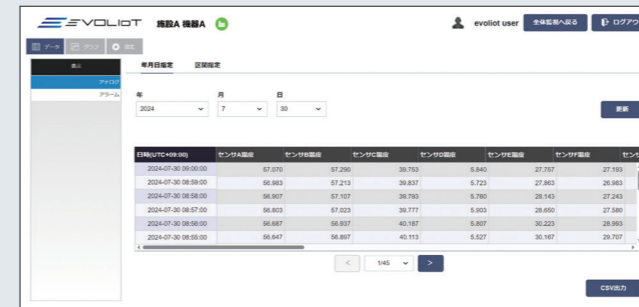 EVOLIoT 施設A 機器A evoliot user 全体監視へ戻る ログアウ
データ グラフ 設定
表示 年月日指定 区間指定
アナログ
アラーム 年 月 日
2024 7 30 更新
日時(UTC+09:00) センサA温度 センサB温度 センサC温度 センサD温度 センサE温度 センサF温度 センサ
2024-07-30 09:00:00 57.070 57.290 39.753 5.840 27.757 27.193
2024-07-30 08:59:00 56.983 57.213 39.837 5.723 27.863 26.983
2024-07-30 08:58:00 56.907 57.107 39.793 5.760 28.143 27.243
2024-07-30 08:57:00 56.803 57.023 39.777 5.903 28.650 27.580
2024-07-30 08:56:00 56.687 56.937 40.187 5.807 30.223 28.993
2024-07-30 08:55:00 56.647 56.897 40.113 5.527 30.167 29.707
< 1/45 >
CSV出力